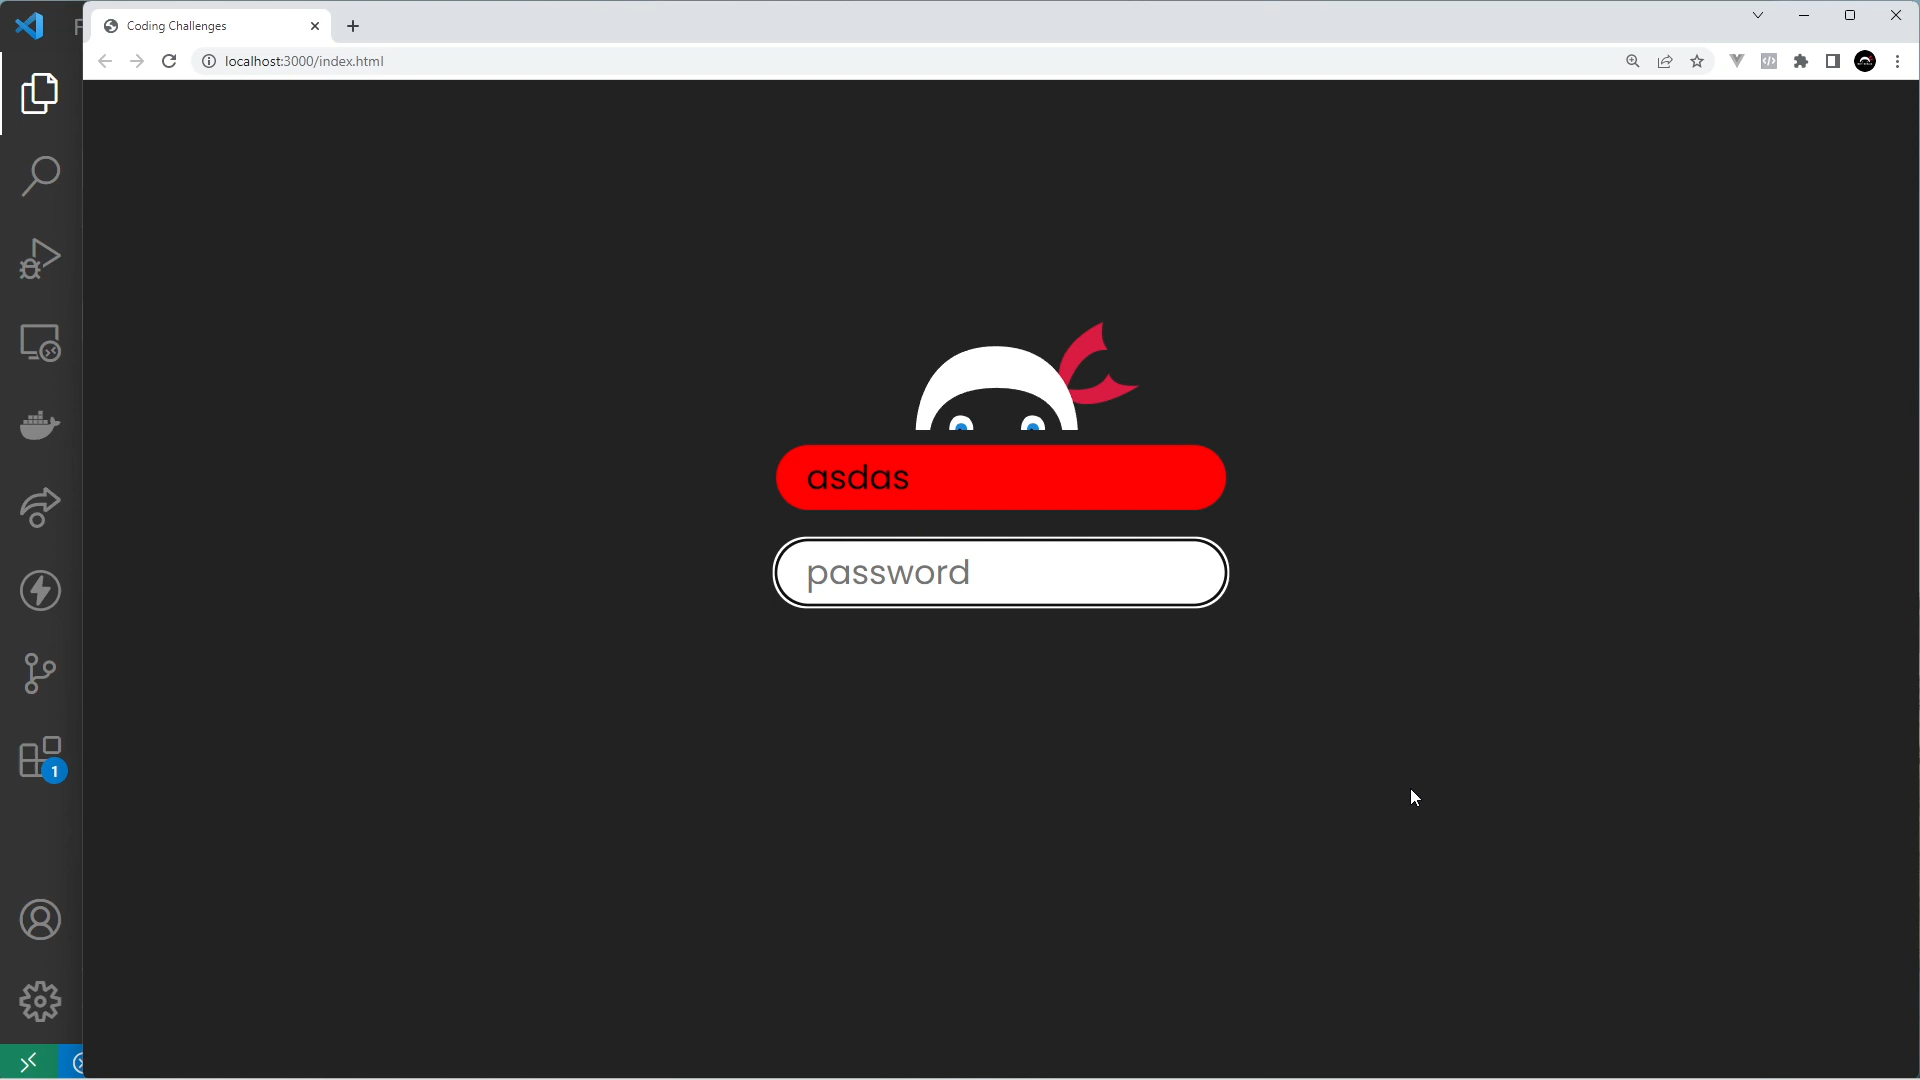 Coding Challenges
localhost:3000/index.html
asdas
password
1